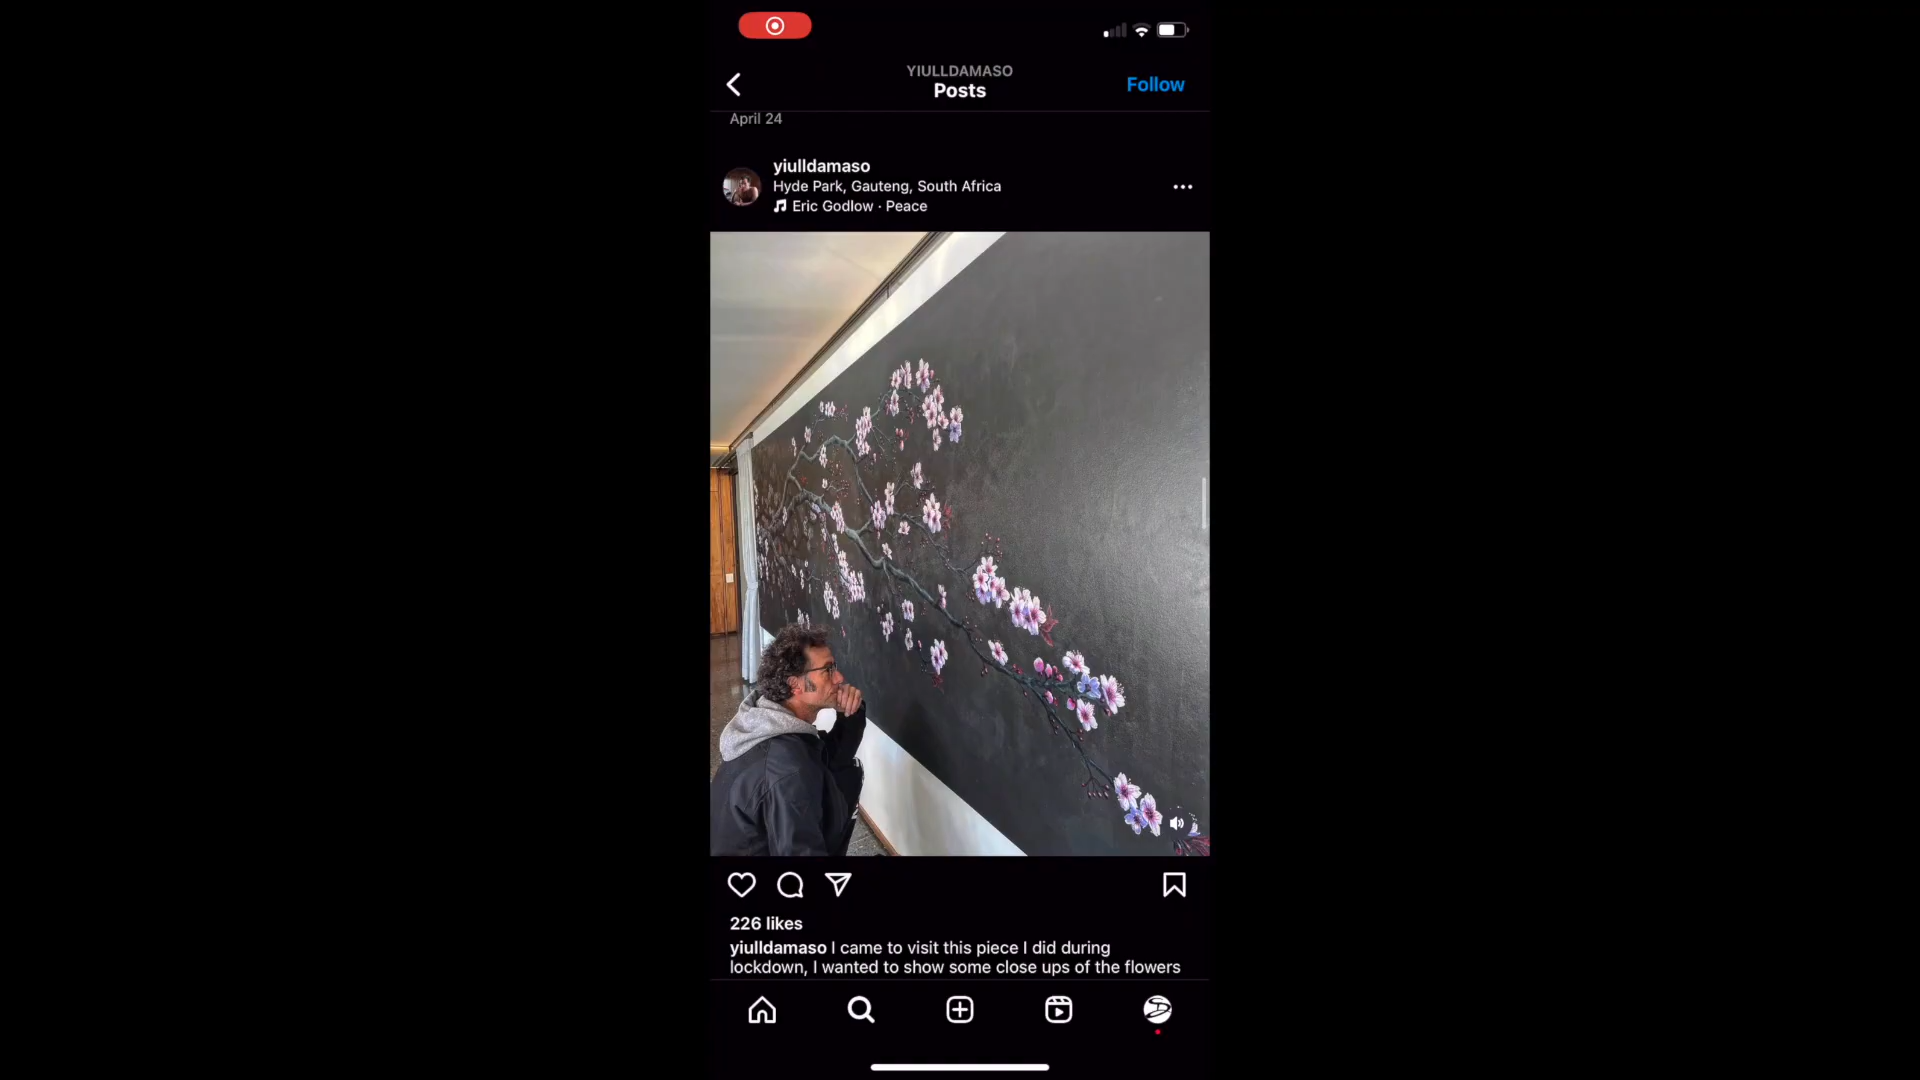 YIULLDAMASO
Posts
Follow
April 24
yiulldamaso
Hyde Park, Gauteng, South Africa
Eric Godlow · Peace
226 likes
yiulldamaso I came to visit this piece I did during
lockdown, I wanted to show some close ups of the flowers